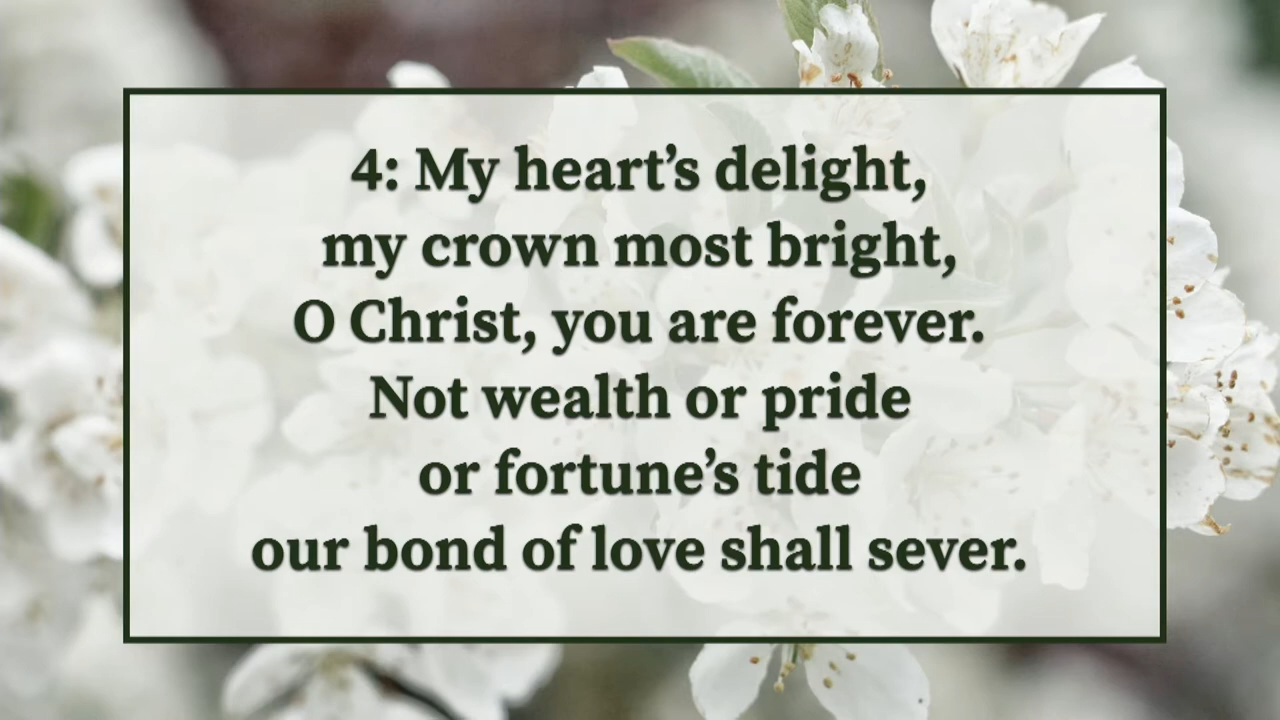 4: My heart’s delight,
my crown most bright,
O Christ, you are forever.
Not wealth or pride
or fortune’s tide
our bond of love shall sever.